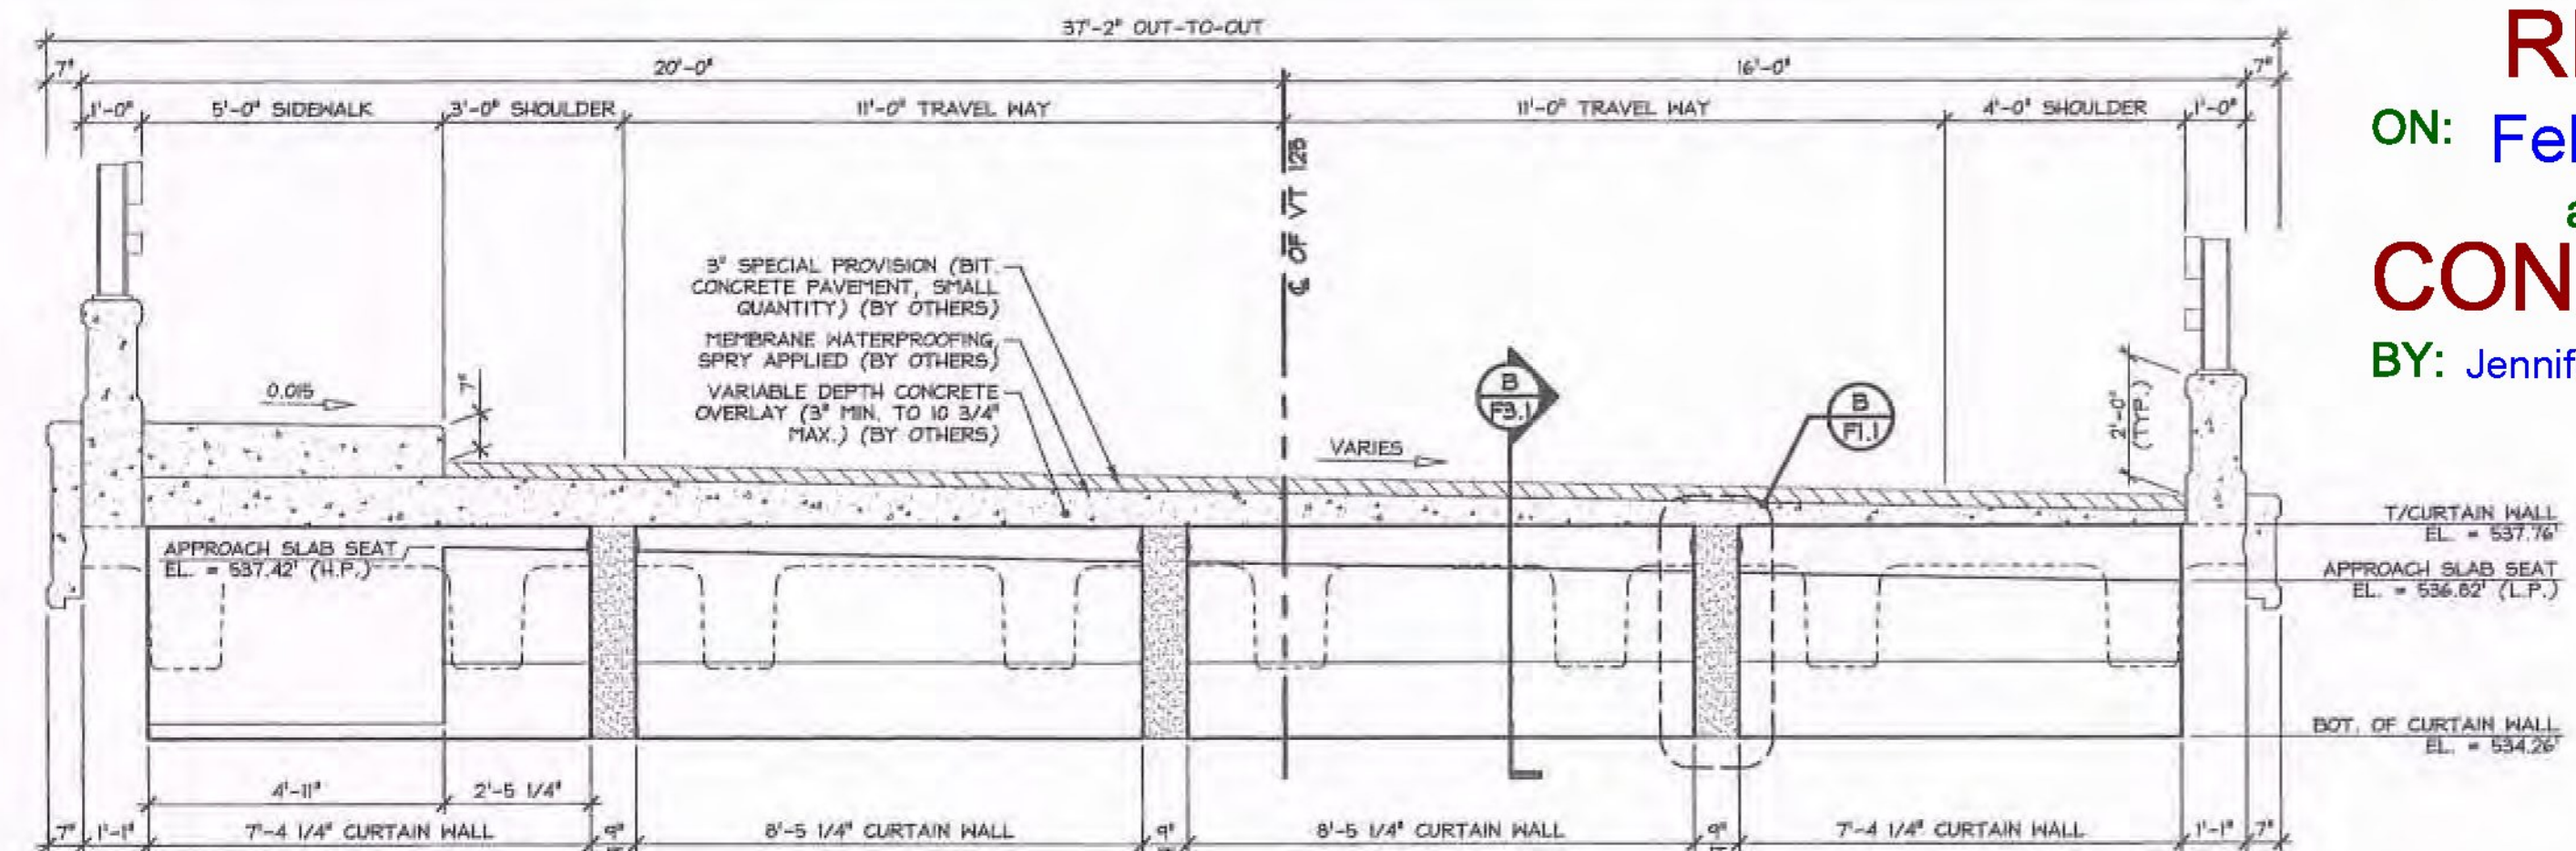 37'-2" OUT-TO-OUT
7" 20'-0" 16'-0" 7"
1'-0" 5'-0" SIDEWALK 3'-0" SHOULDER 11'-0" TRAVEL WAY 11'-0" TRAVEL WAY 4'-0" SHOULDER 1'-0"
ON:
CON
BY: Jennif
℄ OF VT 125
3" SPECIAL PROVISION (BIT.
CONCRETE PAVEMENT, SMALL
QUANTITY) (BY OTHERS)
MEMBRANE WATERPROOFING,
SPRY APPLIED (BY OTHERS)
VARIABLE DEPTH CONCRETE
OVERLAY (3" MIN. TO 10 3/4"
MAX.) (BY OTHERS)
0.015
7"
B
F3.1
B
F1.1
VARIES
2'-0"
(TYP.)
T/CURTAIN WALL
EL. = 537.76'
APPROACH SLAB SEAT
EL. = 537.42' (H.P.)
APPROACH SLAB SEAT
EL. = 536.82' (L.P.)
BOT. OF CURTAIN WALL
EL. = 534.26'
4'-11" 2'-5 1/4"
7" 1'-1" 7'-4 1/4" CURTAIN WALL 9" 8'-5 1/4" CURTAIN WALL 9" 8'-5 1/4" CURTAIN WALL 9" 7'-4 1/4" CURTAIN WALL 1'-1" 7"